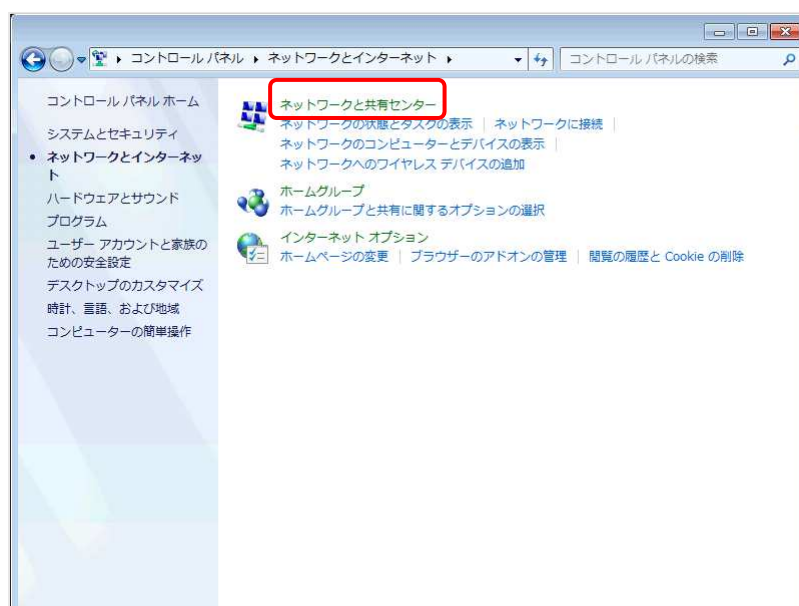 コントロール パネル ▸ ネットワークとインターネット ▸
コントロール パネルの検索
コントロール パネル ホーム
システムとセキュリティ
ネットワークとインターネッ
ト
ハードウェアとサウンド
プログラム
ユーザー アカウントと家族の
ための安全設定
デスクトップのカスタマイズ
時計、言語、および地域
コンピューターの簡単操作
ネットワークと共有センター
ネットワークの状態とタスクの表示 | ネットワークに接続 |
ネットワークのコンピューターとデバイスの表示 |
ネットワークへのワイヤレス デバイスの追加
ホームグループ
ホームグループと共有に関するオプションの選択
インターネット オプション
ホームページの変更 | ブラウザーのアドオンの管理 | 閲覧の履歴と Cookie の削除